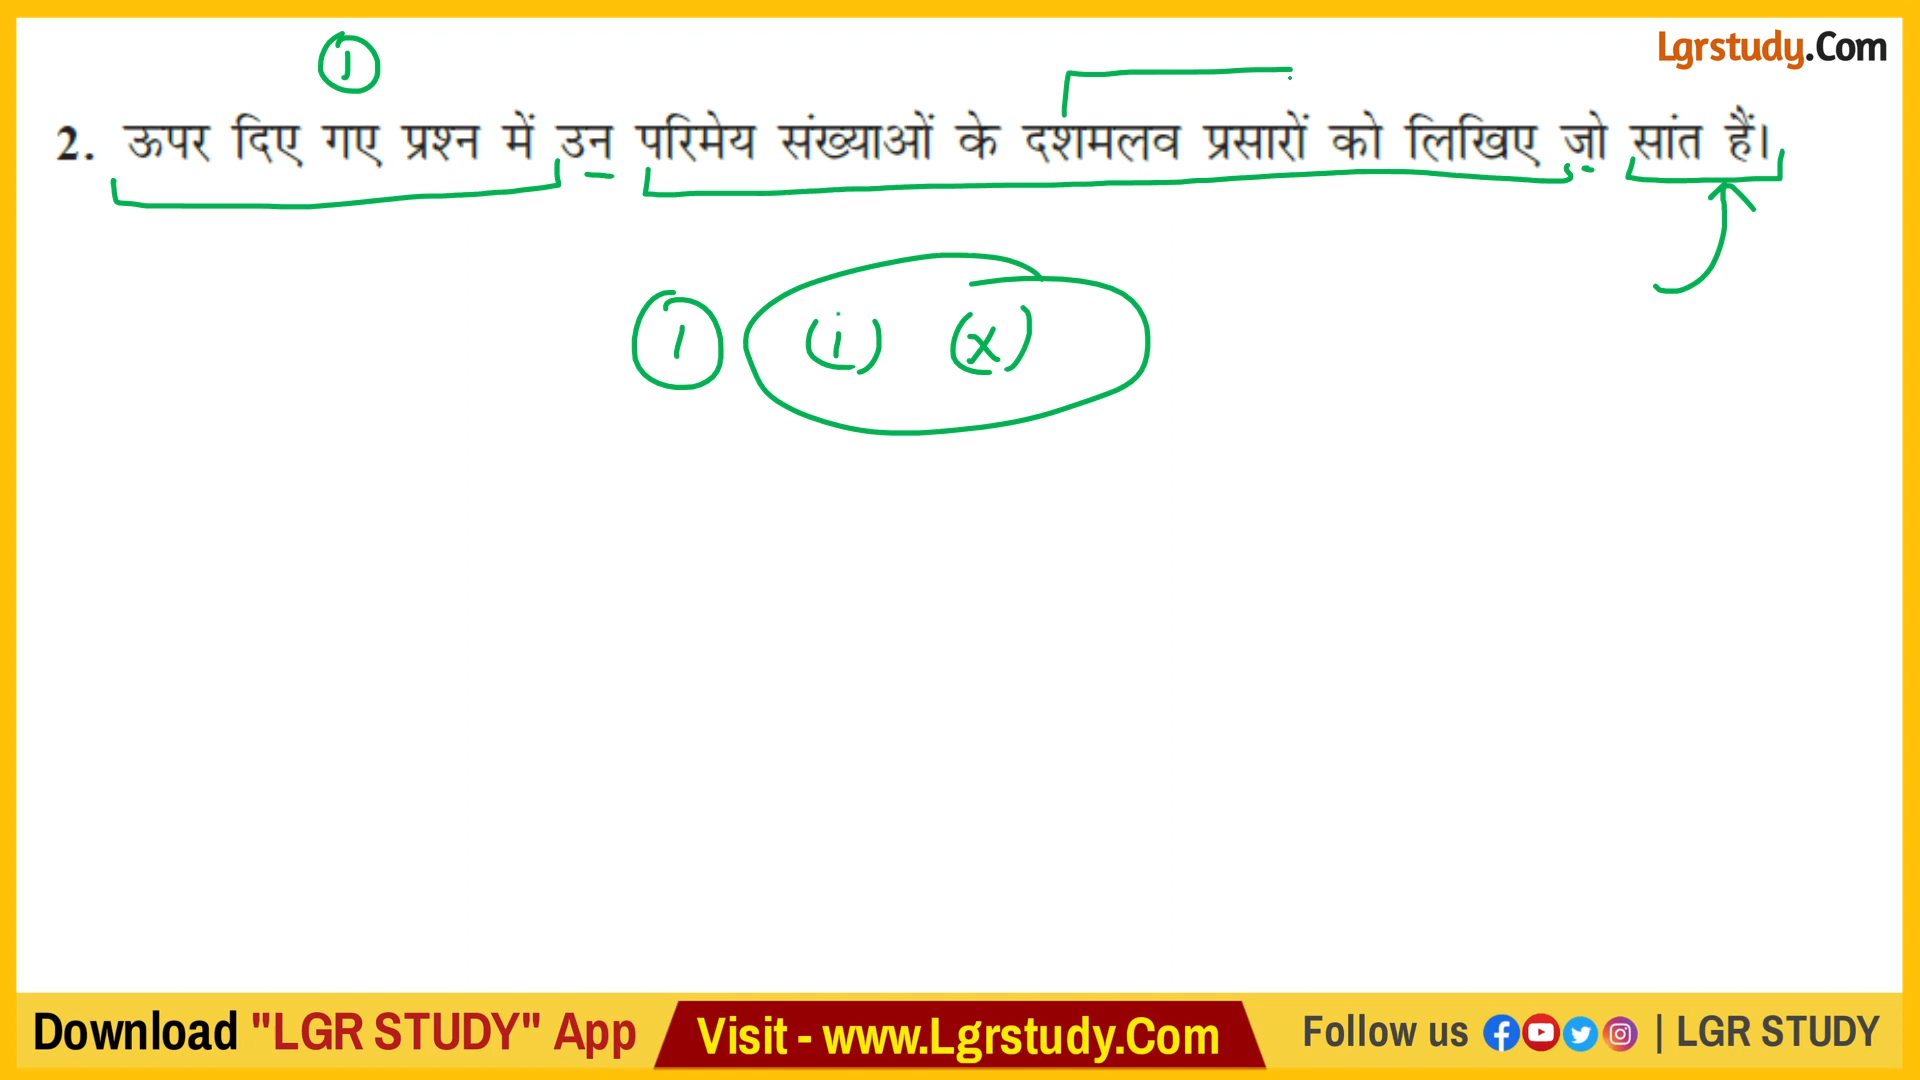 Lgrstudy.Com
1
2. ऊपर दिए गए प्रश्न में उन परिमेय संख्याओं के दशमलव प्रसारों को लिखिए जो सांत हैं।
1 (i) (x)
Download "LGR STUDY" App Visit - www.Lgrstudy.Com Follow us | LGR STUDY